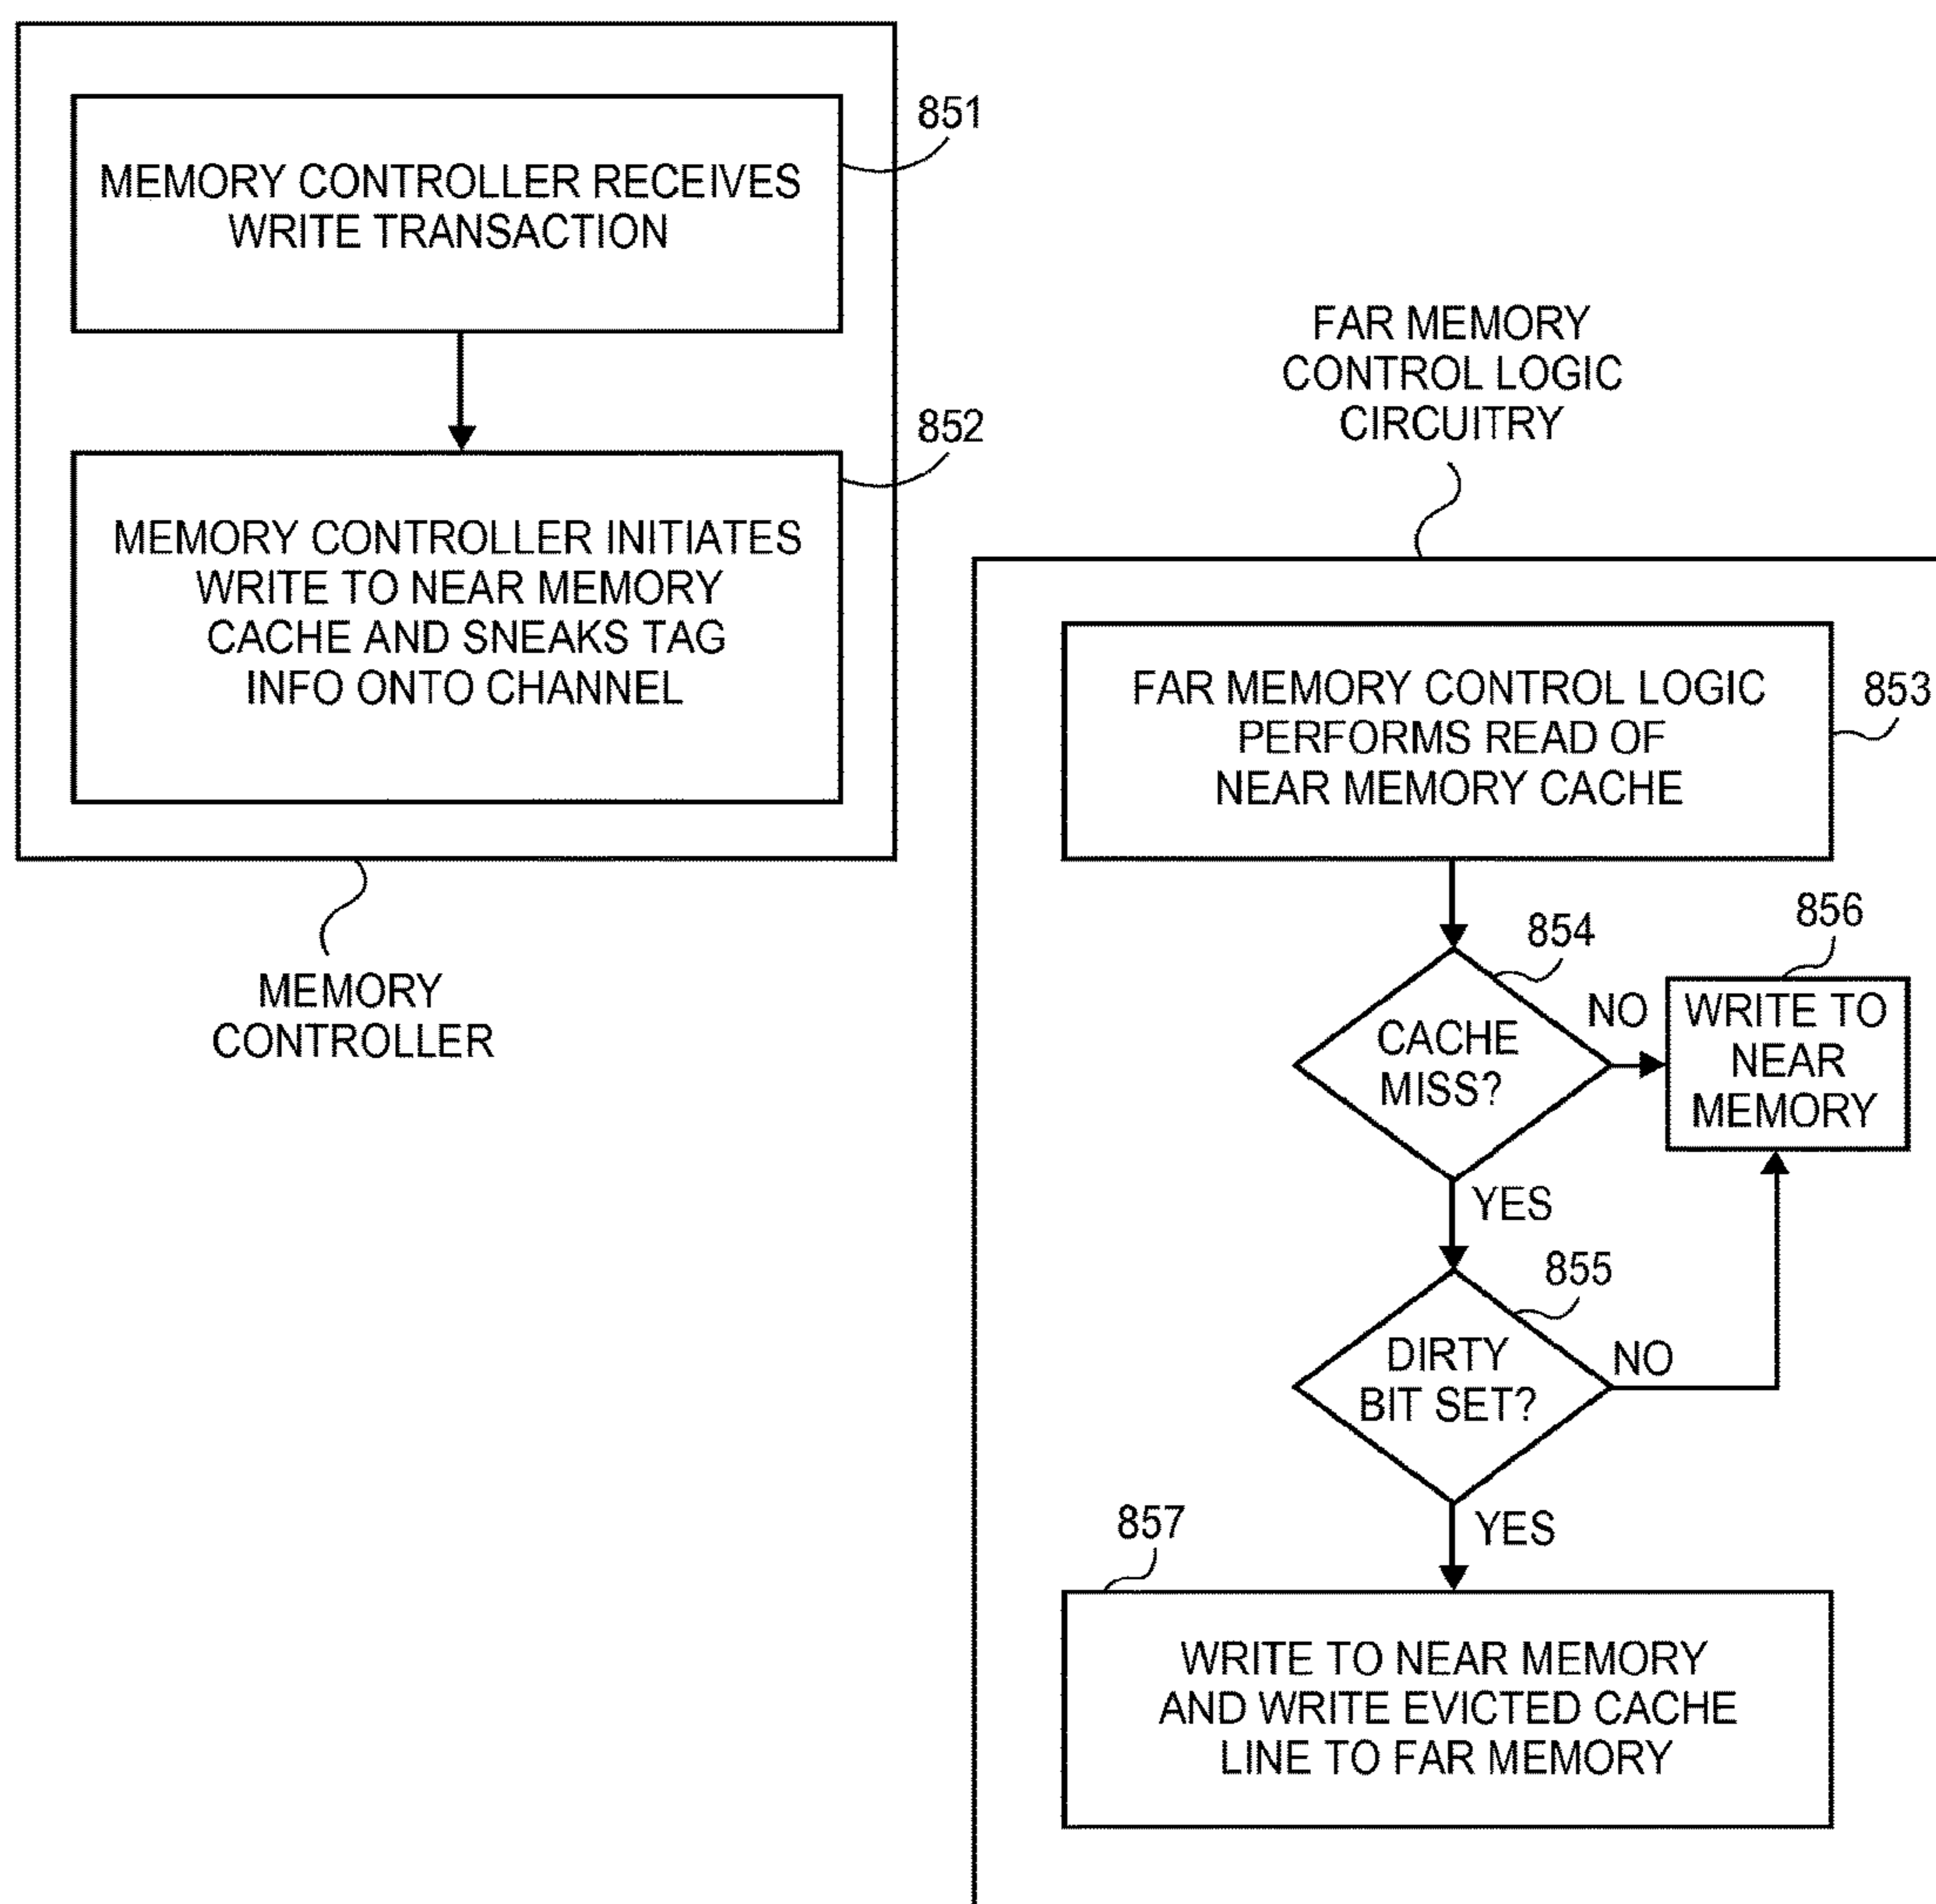 851
MEMORY CONTROLLER RECEIVES
WRITE TRANSACTION
852
MEMORY CONTROLLER INITIATES
WRITE TO NEAR MEMORY
CACHE AND SNEAKS TAG
INFO ONTO CHANNEL
MEMORY
CONTROLLER
FAR MEMORY
CONTROL LOGIC
CIRCUITRY
FAR MEMORY CONTROL LOGIC
PERFORMS READ OF
NEAR MEMORY CACHE
853
854
CACHE
MISS?
NO
856
WRITE TO
NEAR
MEMORY
YES
855
DIRTY
BIT SET?
NO
YES
857
WRITE TO NEAR MEMORY
AND WRITE EVICTED CACHE
LINE TO FAR MEMORY